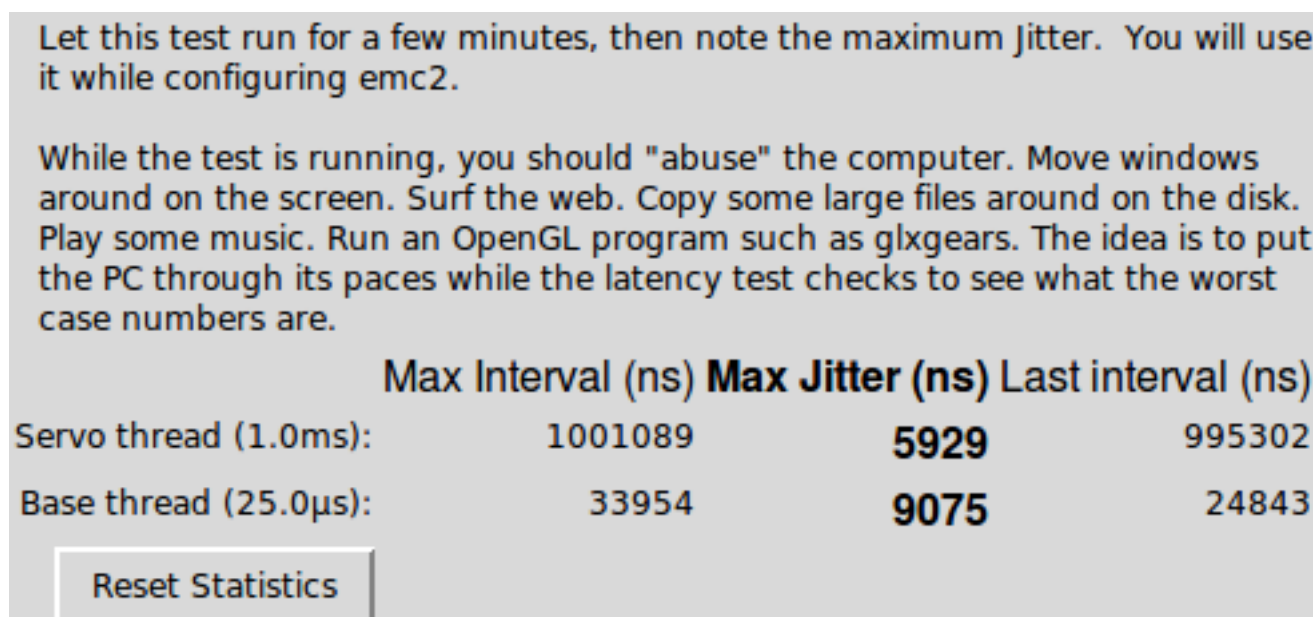 Let this test run for a few minutes, then note the maximum Jitter.  You will use
it while configuring emc2.
While the test is running, you should "abuse" the computer. Move windows
around on the screen. Surf the web. Copy some large files around on the disk.
Play some music. Run an OpenGL program such as glxgears. The idea is to put
the PC through its paces while the latency test checks to see what the worst
case numbers are.
Max Interval (ns) Max Jitter (ns) Last interval (ns)
Servo thread (1.0ms): 1001089 5929 995302
Base thread (25.0µs): 33954 9075 24843
Reset Statistics